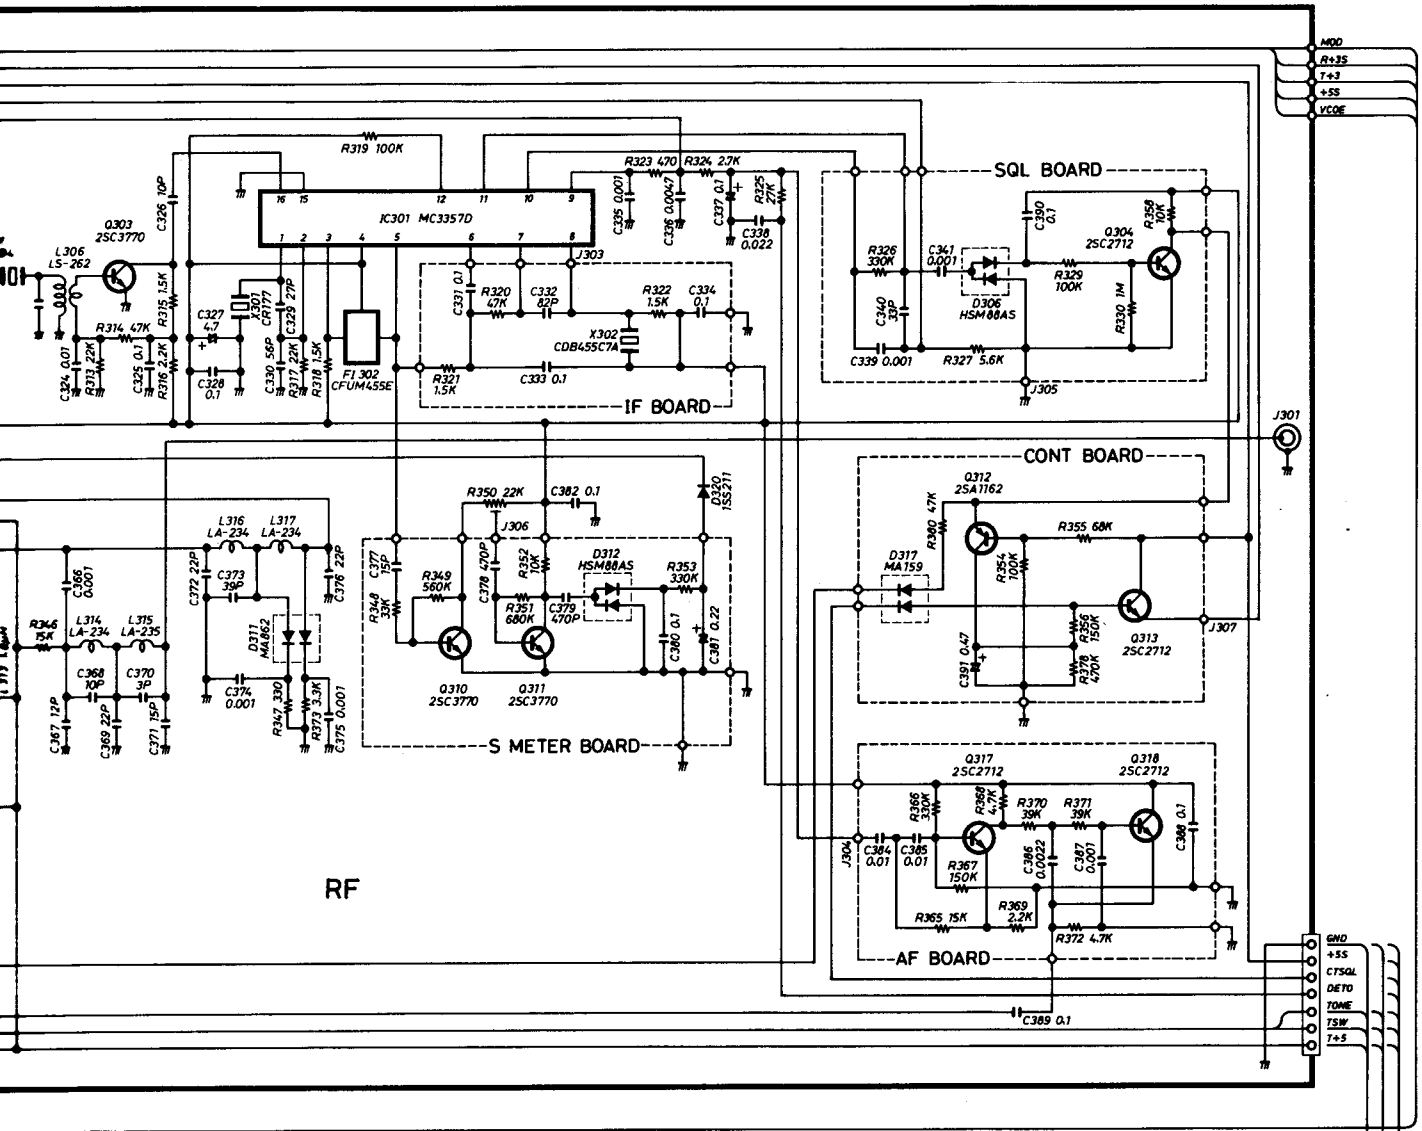 MOD
R+3S
T+3
+5S
VCOE
R319 100K
C326 10P
16
15
12
11
10
9
IC301 MC3357D
1
2
3
4
5
6
7
8
R323 470
R324 2.7K
C335 0.001
C336 0.0047
C337 0.1
+
R325 27K
C338 0.022
J303
SQL BOARD
C390 0.1
R358 10K
Q304
2SC2712
R326
330K
C341
0.001
D306
HSM88AS
R329
100K
R330 1M
C340
33P
C339 0.001
R327 5.6K
J305
Q303
2SC3770
L306
LS-262
R315 1.5K
R314 47K
C324 0.01
R313 22K
C325 0.1
R316 2.2K
C327
4.7
+
C328
0.1
X301
CR177
C329 27P
C330 56P
R317 22K
R318 1.5K
FI302
CFUM455E
C331 0.1
R320
47K
C332
82P
R322
1.5K
C334
0.1
X302
CDB455C7A
R321
1.5K
C333 0.1
IF BOARD
J301
CONT BOARD
Q312
2SA1162
R380 47K
R355 68K
R354
100K
D317
MA159
R356
150K
Q313
2SC2712
J307
C391 0.47
+
R378
470K
R350 22K
C382 0.1
D320
1SS211
J306
C377
15P
R348
33K
R349
560K
C378 470P
R352
10K
R351
680K
C379
470P
D312
HSM88AS
R353
330K
C380 0.1
C381 0.22
+
Q310
2SC3770
Q311
2SC3770
S METER BOARD
L316
LA-234
L317
LA-234
C366
0.001
C372 22P
C373
39P
C376 22P
R346
15K
L314
LA-234
L315
LA-235
D311
MA862
C368
10P
C370
3P
C367 12P
C369 22P
C371 15P
C374
0.001
R347 330
R373 3.3K
C375 0.001
RF
Q317
2SC2712
Q318
2SC2712
R366
330K
R368
4.7K
R370
39K
R371
39K
C388 0.1
J304
C384
0.01
C385
0.01
R367
150K
C386
0.0022
C387
0.001
R365 15K
R369
2.2K
R372 4.7K
AF BOARD
C389 0.1
GND
+5S
CTSQL
DETO
TONE
TSW
T+5